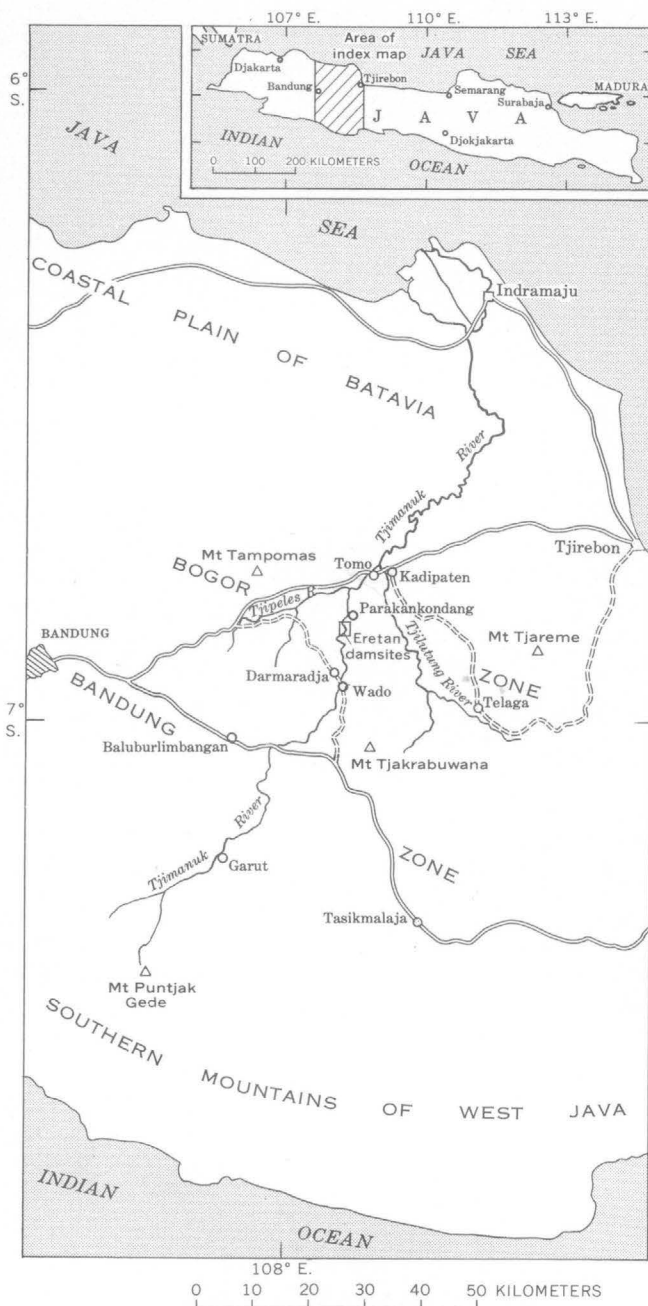 107° E. 110° E. 113° E.
SUMATRA
Area of
index map
JAVA SEA
Djakarta
Bandung
Tjirebon
Semarang
Surabaja
MADURA
J A V A
INDIAN
Djokjakarta
OCEAN
0 100 200 KILOMETERS
6°
S.
JAVA
SEA
COASTAL PLAIN OF BATAVIA
Indramaju
Tjimanuk River
Mt Tampomas
BOGOR
Tomo
Kadipaten
Tjirebon
Tjipeles R
Parakankondang
BANDUNG
Eretan
damsites
Tjilutung River
Mt Tjareme
ZONE
Darmaradja
Wado
Telaga
7°
S.
BANDUNG
Baluburlimbangan
Mt Tjakrabuwana
Tjimanuk River
Garut
ZONE
Tasikmalaja
Mt Puntjak
Gede
SOUTHERN MOUNTAINS OF WEST JAVA
INDIAN
OCEAN
108° E.
0 10 20 30 40 50 KILOMETERS